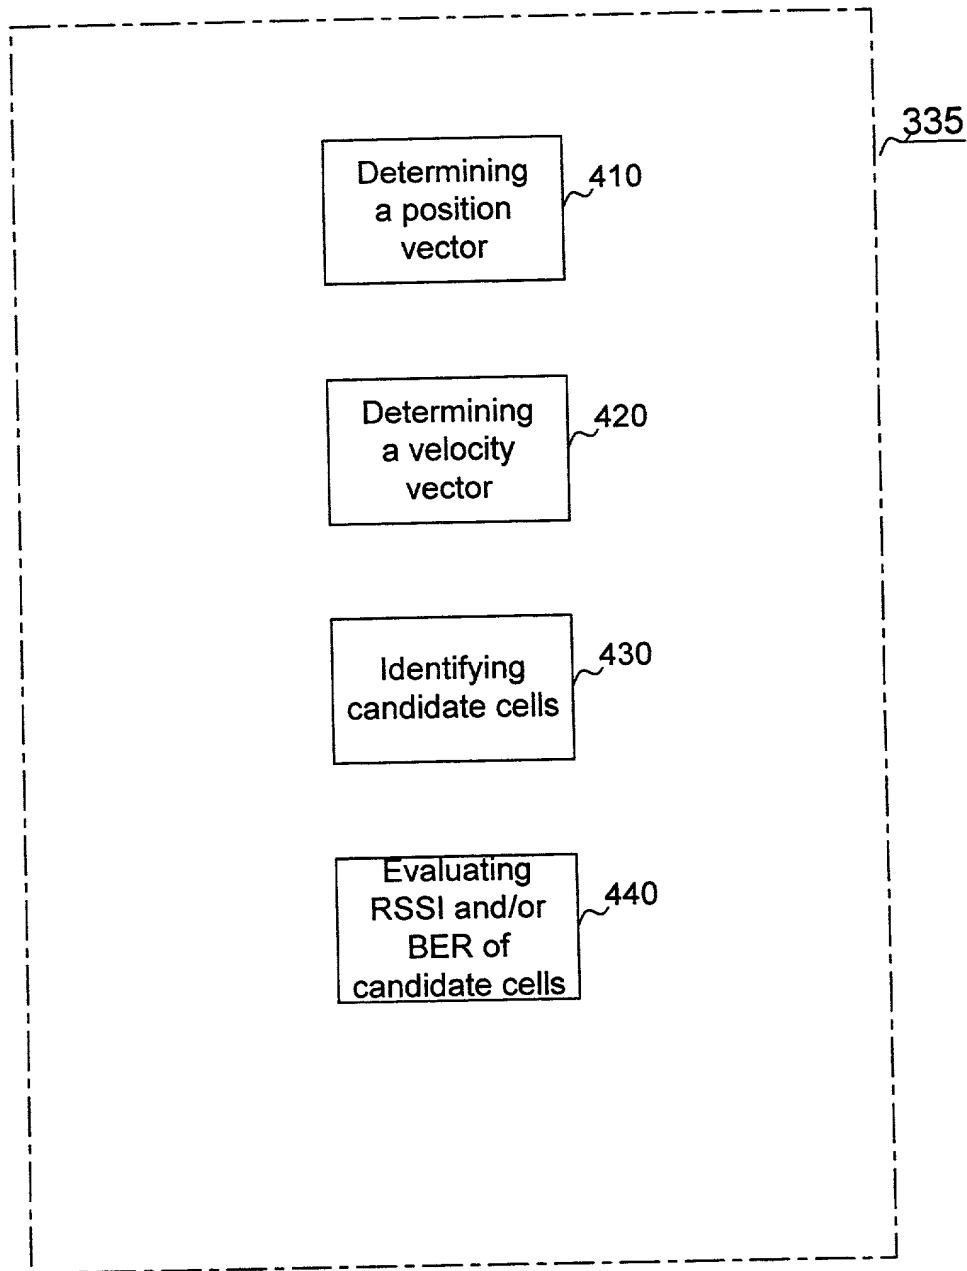 335
Determining
a position
vector
410
Determining
a velocity
vector
420
Identifying
candidate cells
430
Evaluating
RSSI and/or
BER of
candidate cells
440